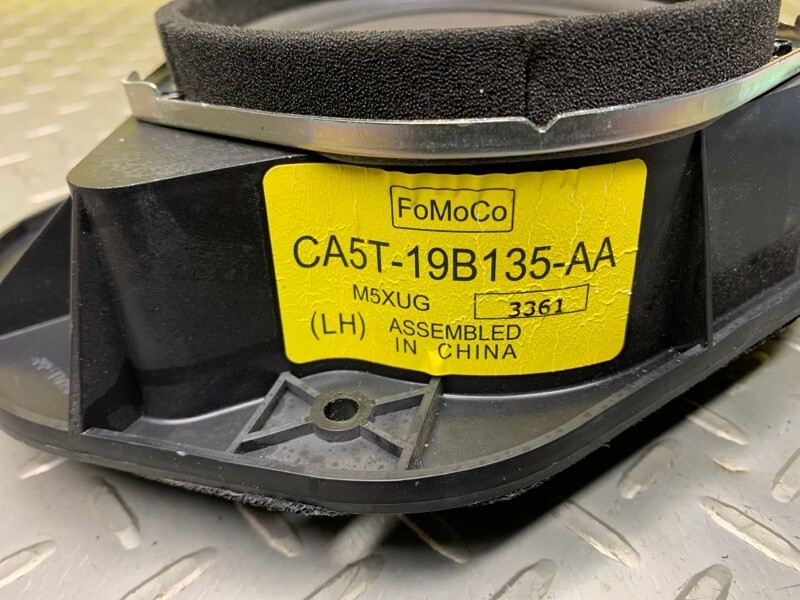 FoMoCo
CA5T-19B135-AA
M5XUG 3361
(LH) ASSEMBLED
IN CHINA